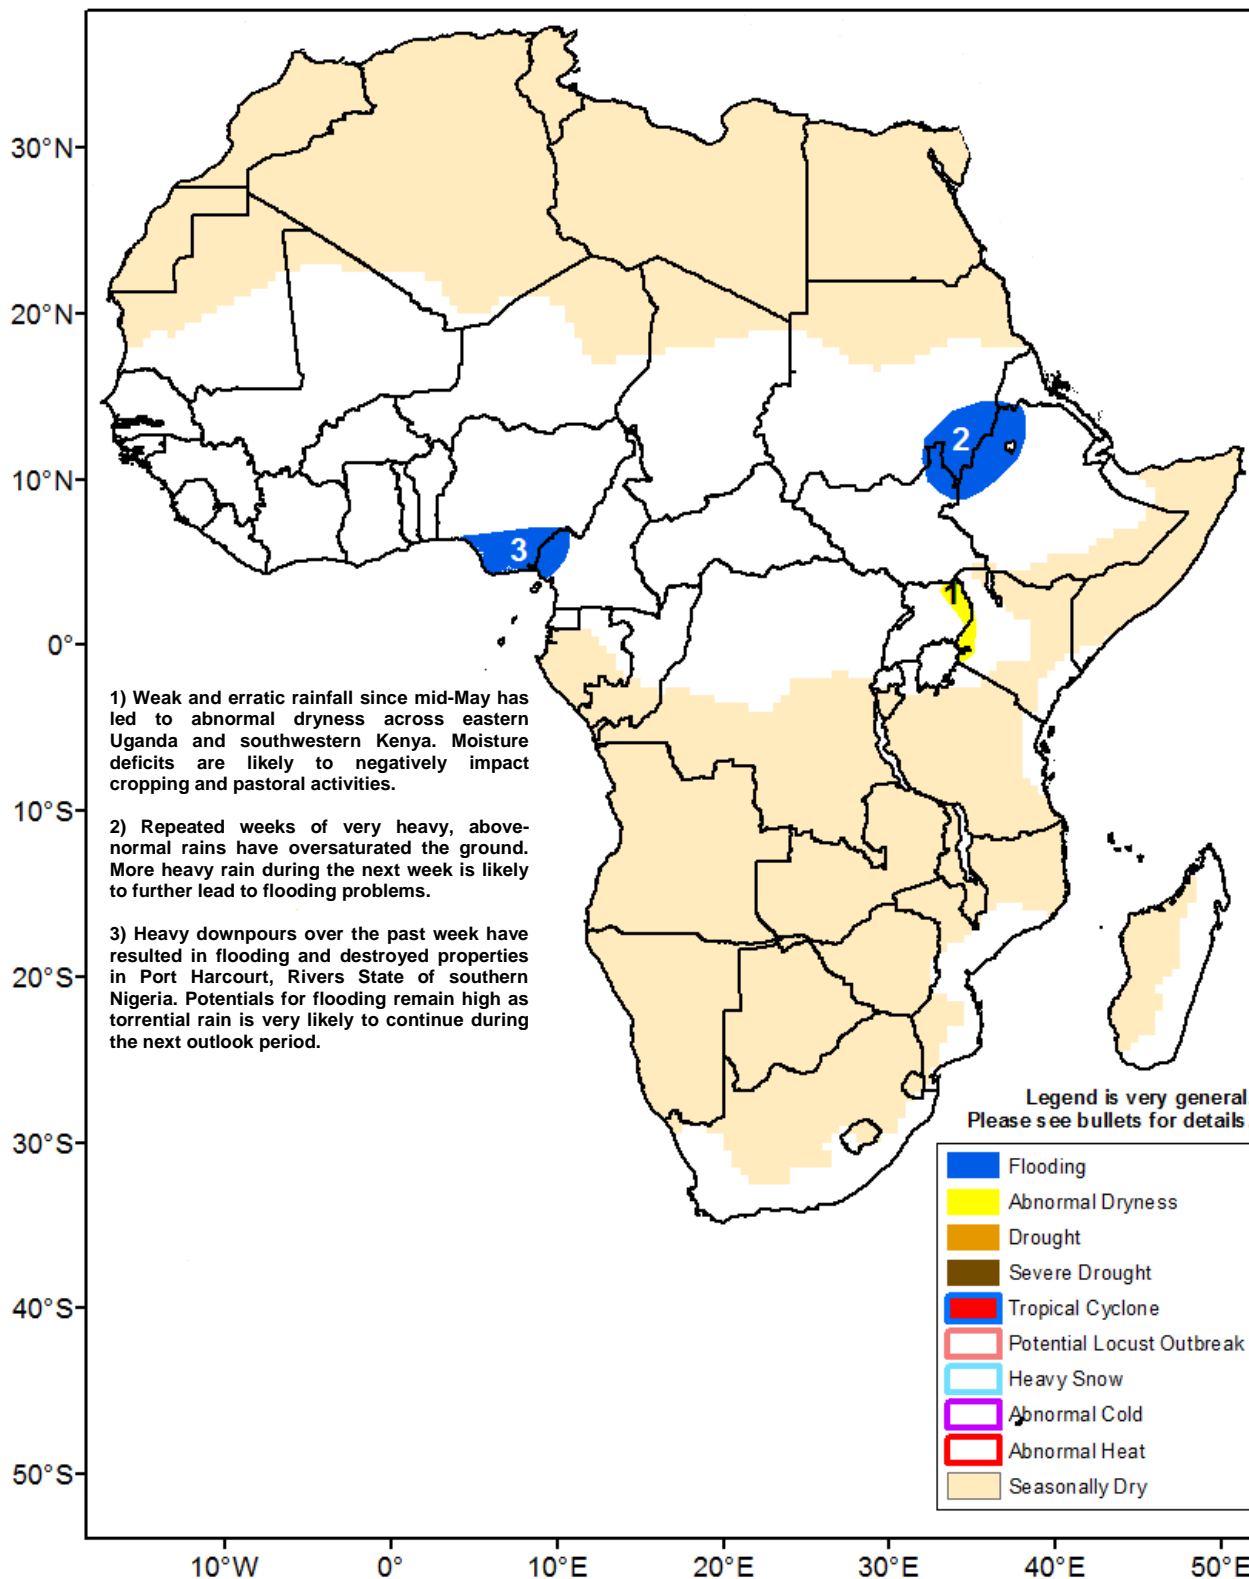 30°N
20°N
10°N
0°
10°S
20°S
30°S
40°S
50°S
2
3
1
1) Weak and erratic rainfall since mid-May has
led to abnormal dryness across eastern
Uganda and southwestern Kenya. Moisture
deficits are likely to negatively impact
cropping and pastoral activities.
2) Repeated weeks of very heavy, above-
normal rains have oversaturated the ground.
More heavy rain during the next week is likely
to further lead to flooding problems.
3) Heavy downpours over the past week have
resulted in flooding and destroyed properties
in Port Harcourt, Rivers State of southern
Nigeria. Potentials for flooding remain high as
torrential rain is very likely to continue during
the next outlook period.
Legend is very general.
Please see bullets for details.
Flooding
Abnormal Dryness
Drought
Severe Drought
Tropical Cyclone
Potential Locust Outbreak
Heavy Snow
Abnormal Cold
Abnormal Heat
Seasonally Dry
10°W 0° 10°E 20°E 30°E 40°E 50°E